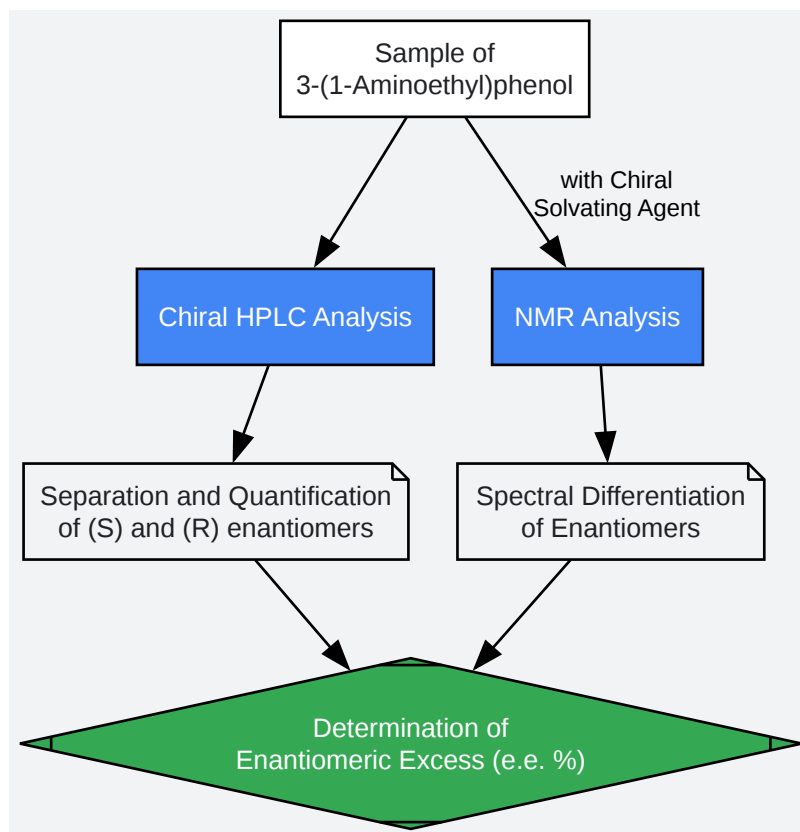 Sample of
3-(1-Aminoethyl)phenol
with Chiral
Solvating Agent
Chiral HPLC Analysis
NMR Analysis
Separation and Quantification
of (S) and (R) enantiomers
Spectral Differentiation
of Enantiomers
Determination of
Enantiomeric Excess (e.e. %)